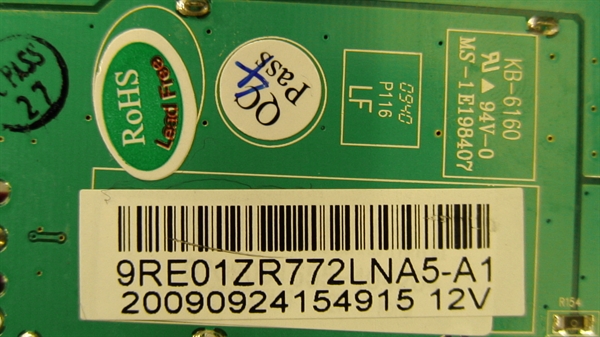 PASS
27
RoHS
Lead Free
QC
Pass
4
0940
P116
LF
KB-6160
94V-0
MS-1E198407
9RE01ZR772LNA5-A1
20090924154915 12V
R154